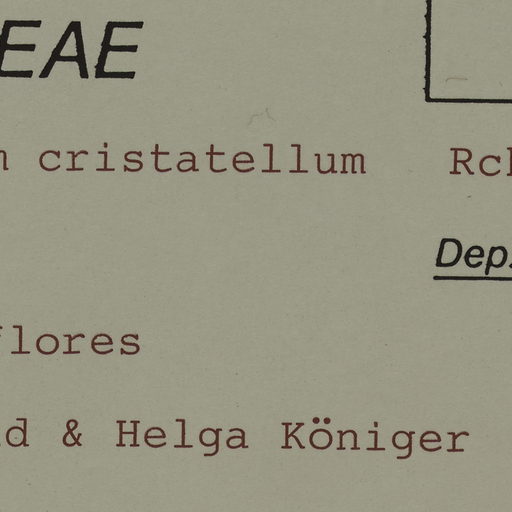 EAE
cristatellum Rc
Dep.
flores
d & Helga Königer